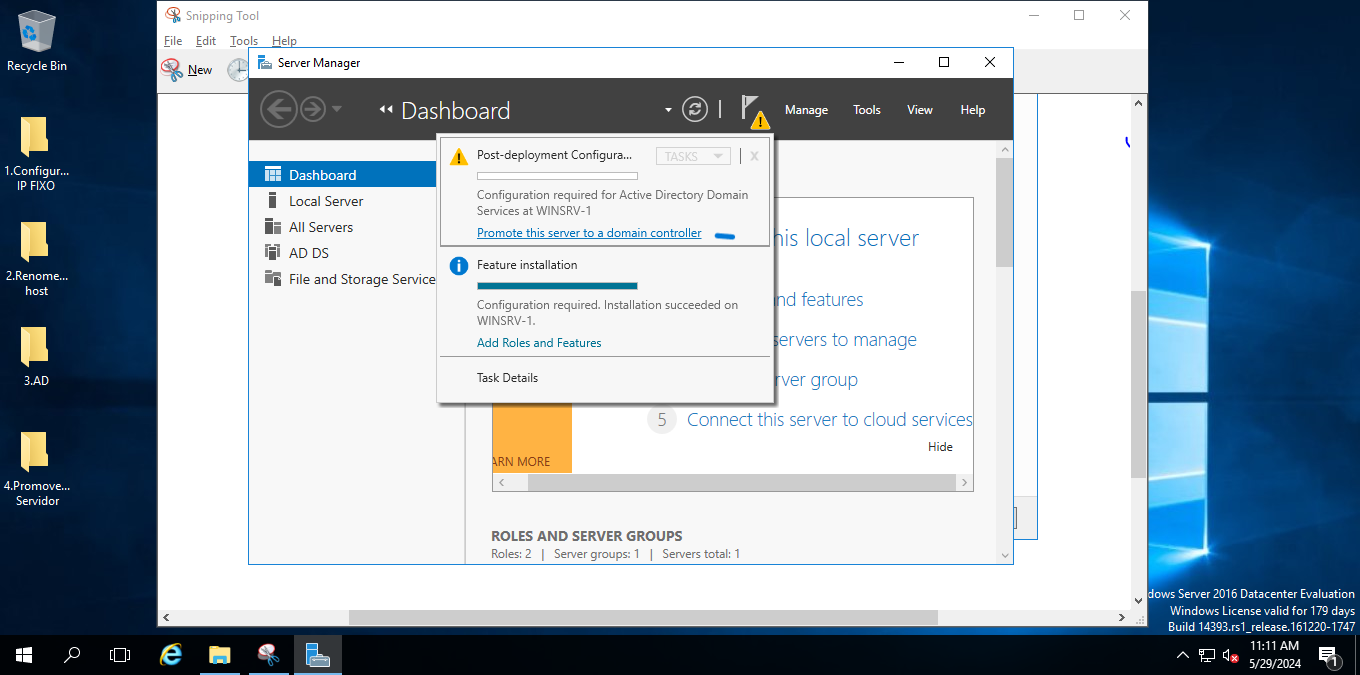 Recycle Bin
1.Configur...
IP FIXO
2.Renome...
host
3.AD
4.Promove...
Servidor
Snipping Tool
File Edit Tools Help
New
Server Manager
Dashboard
Manage Tools View Help
Dashboard
Local Server
All Servers
AD DS
File and Storage Service
Post-deployment Configura... TASKS X
Configuration required for Active Directory Domain
Services at WINSRV-1
Promote this server to a domain controller
Feature installation
Configuration required. Installation succeeded on
WINSRV-1.
Add Roles and Features
Task Details
his local server
nd features
servers to manage
rver group
5 Connect this server to cloud services
Hide
ARN MORE
ROLES AND SERVER GROUPS
Roles: 2 | Server groups: 1 | Servers total: 1
dows Server 2016 Datacenter Evaluation
Windows License valid for 179 days
Build 14393.rs1_release.161220-1747
11:11 AM
5/29/2024
1